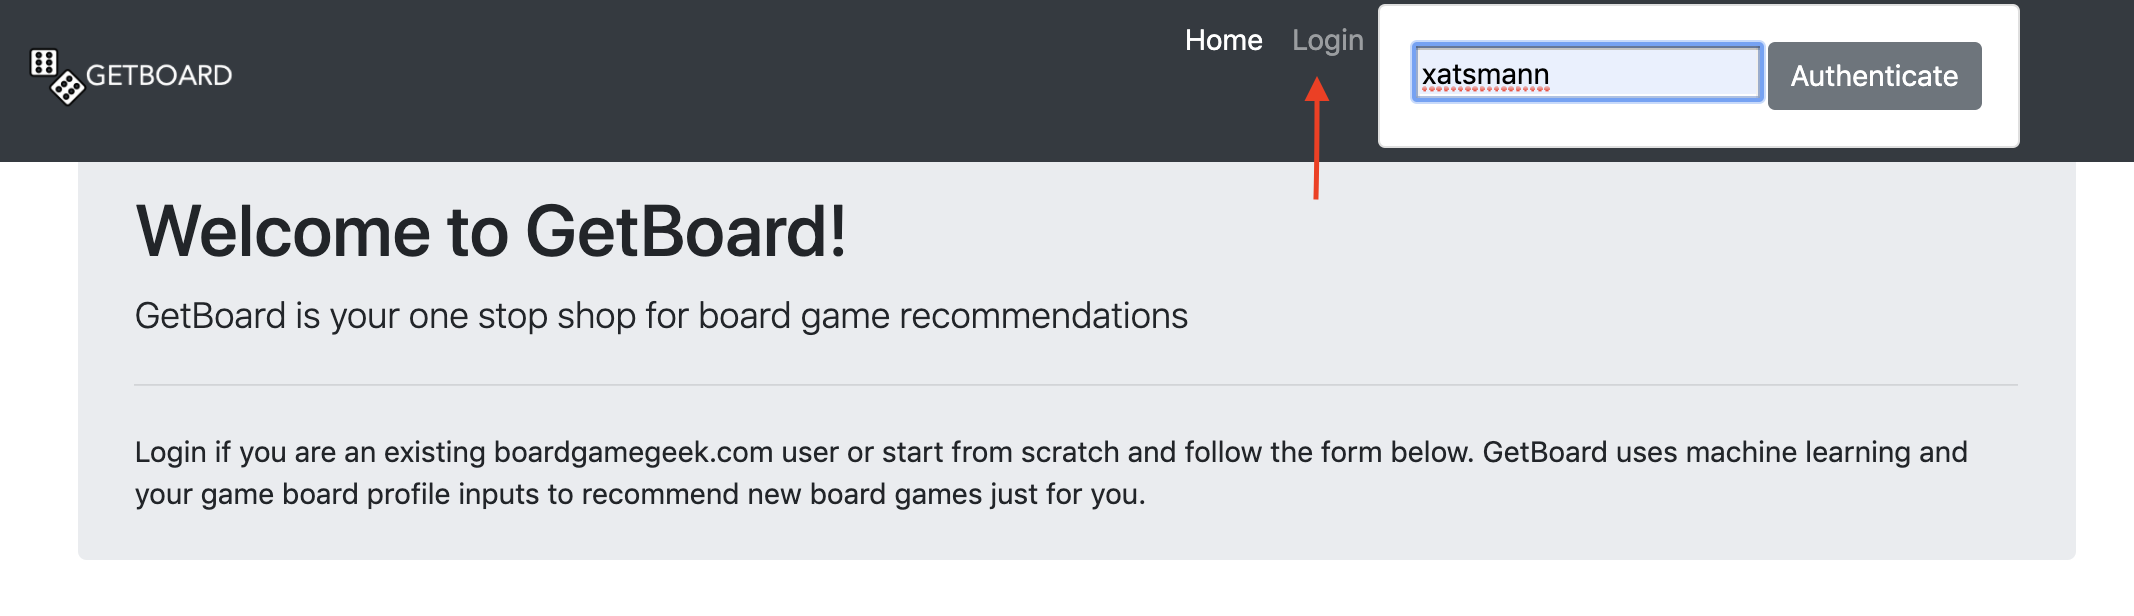 GETBOARD
Home Login
xatsmann
Authenticate
Welcome to GetBoard!
GetBoard is your one stop shop for board game recommendations
Login if you are an existing boardgamegeek.com user or start from scratch and follow the form below. GetBoard uses machine learning and
your game board profile inputs to recommend new board games just for you.